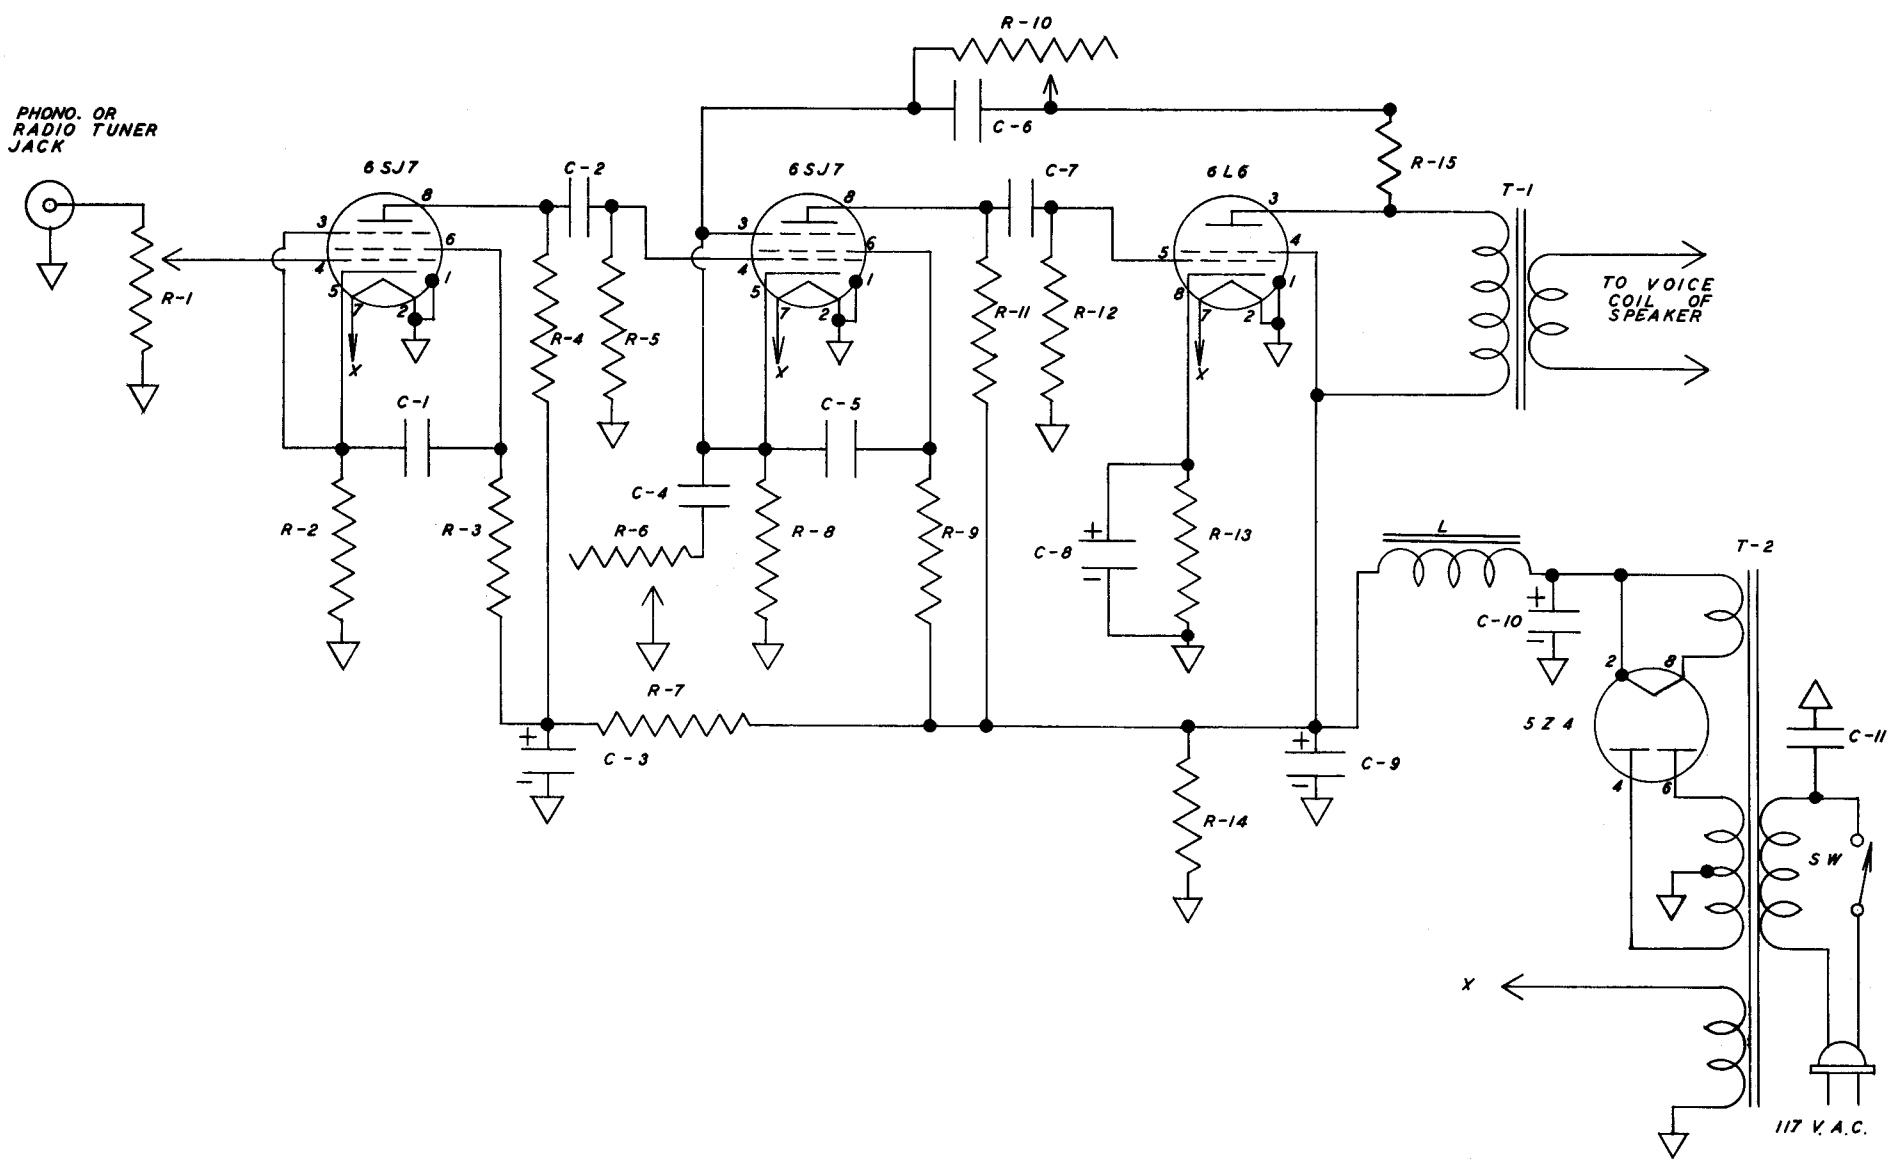 R-10
PHONO. OR
RADIO TUNER
JACK
C-6
6SJ7
C-2
6SJ7
C-7
6L6
R-15
T-1
8
3
6
4
5
1
7
2
X
R-1
R-4
R-5
8
3
6
4
5
1
7
2
X
R-11
R-12
3
4
5
1
8
7
2
X
TO VOICE
COIL OF
SPEAKER
C-1
C-5
C-4
R-2
R-3
R-6
R-8
R-9
+
C-8
-
R-13
L
T-2
+
C-10
-
2
8
R-7
5Z4
4
6
C-11
+
C-3
-
+
C-9
-
R-14
SW
X
117 V.A.C.